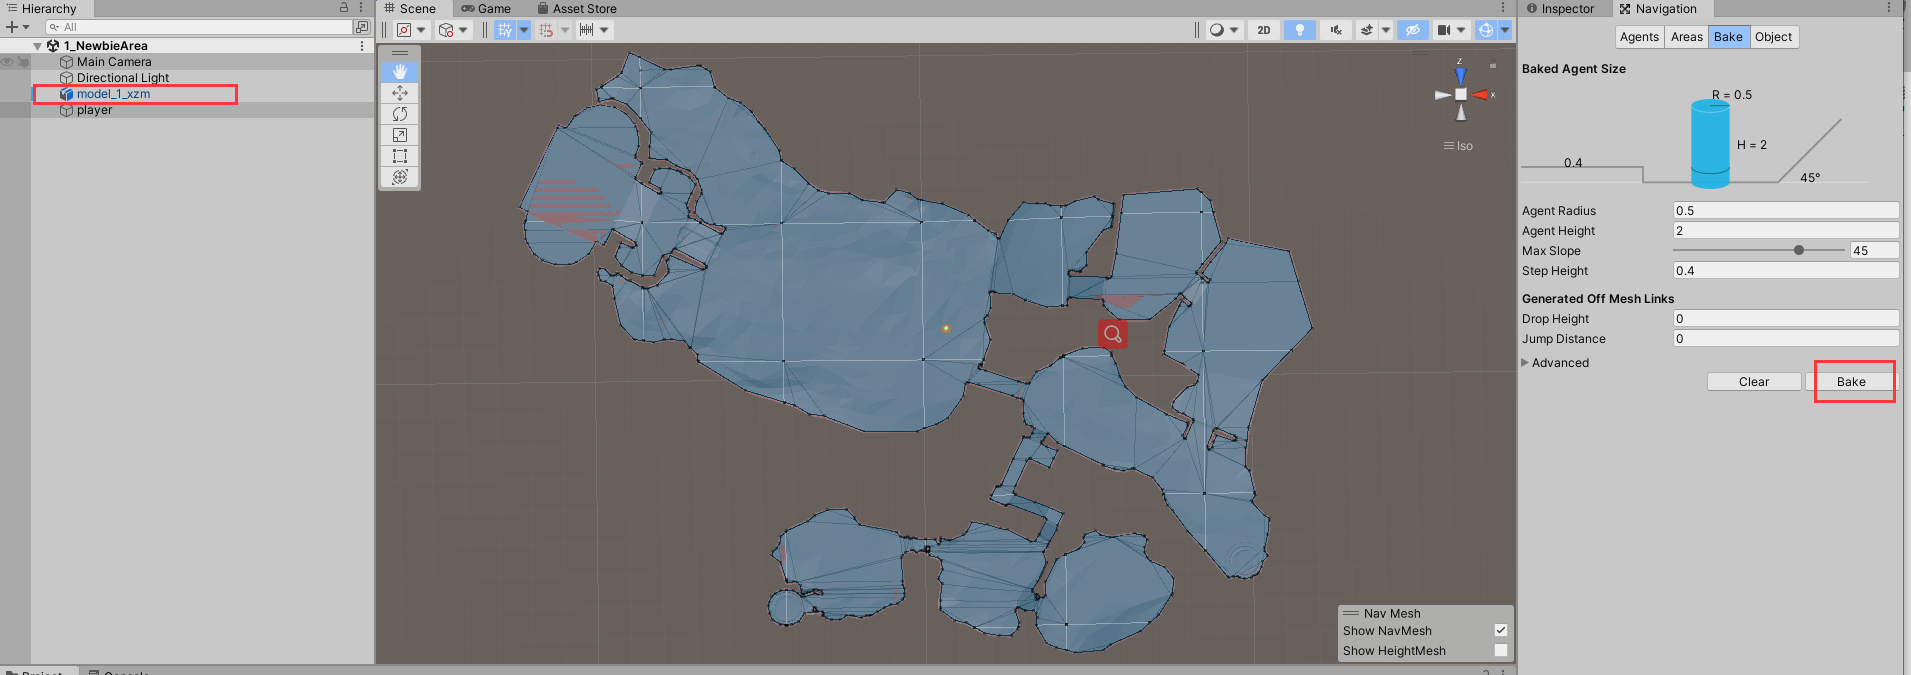 Hierarchy
All
1_NewbieArea
Main Camera
Directional Light
model_1_xzm
player
Scene
Game
Asset Store
2D
z
x
Iso
Nav Mesh
Show NavMesh
Show HeightMesh
Inspector
Navigation
Agents Areas Bake Object
Baked Agent Size
R = 0.5
H = 2
0.4
45°
Agent Radius 0.5
Agent Height 2
Max Slope 45
Step Height 0.4
Generated Off Mesh Links
Drop Height 0
Jump Distance 0
Advanced
Clear Bake
Project
Console